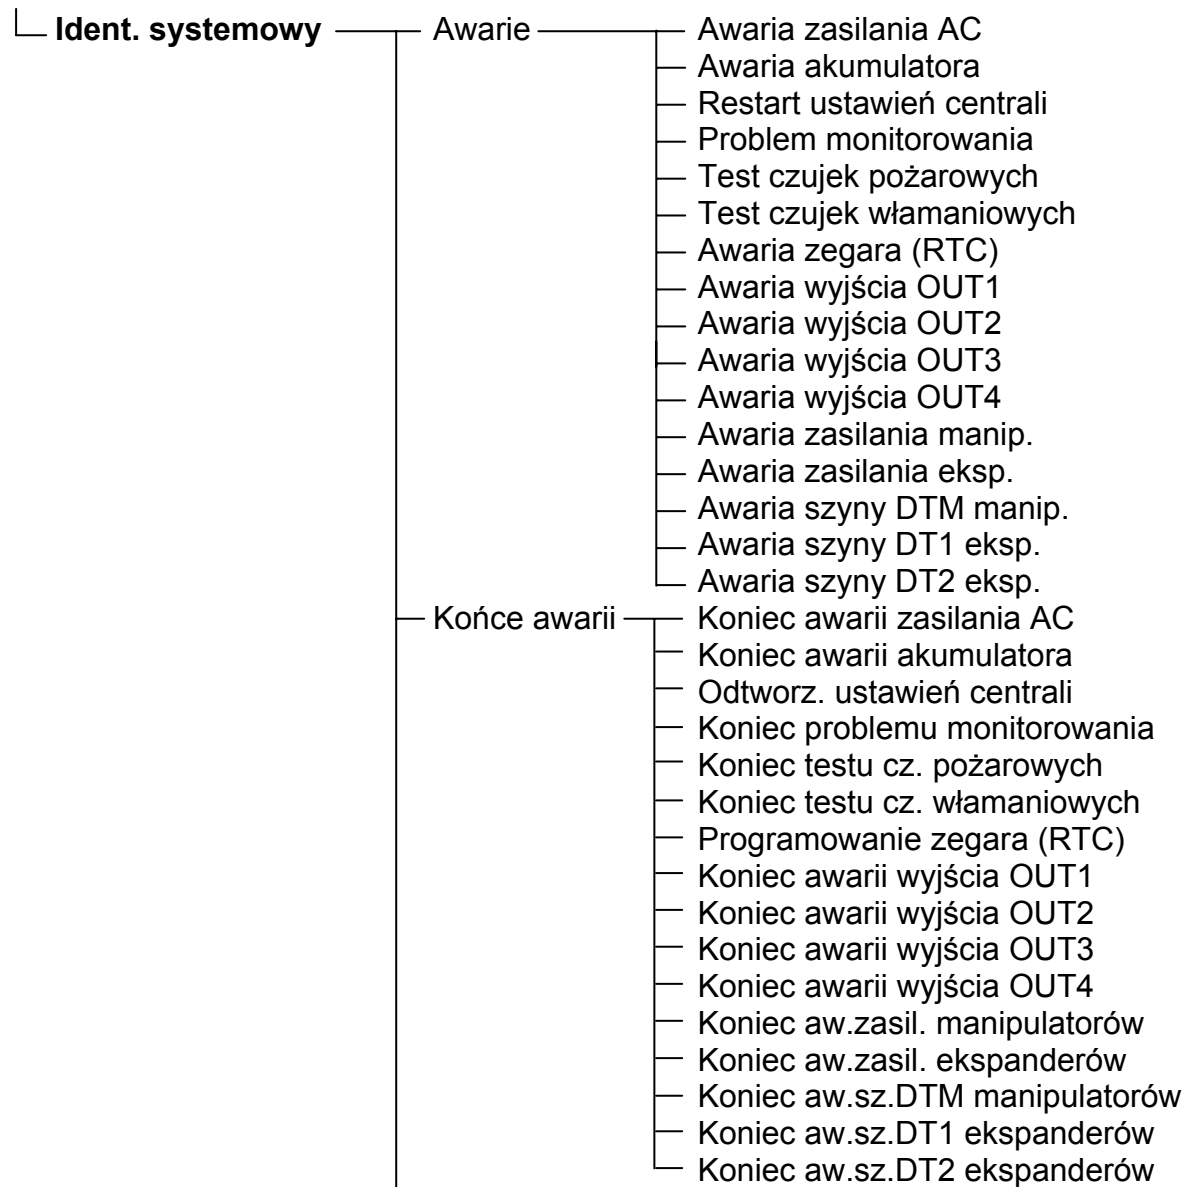 Ident. systemowy Awarie Awaria zasilania AC
Awaria akumulatora
Restart ustawień centrali
Problem monitorowania
Test czujek pożarowych
Test czujek włamaniowych
Awaria zegara (RTC)
Awaria wyjścia OUT1
Awaria wyjścia OUT2
Awaria wyjścia OUT3
Awaria wyjścia OUT4
Awaria zasilania manip.
Awaria zasilania eksp.
Awaria szyny DTM manip.
Awaria szyny DT1 eksp.
Awaria szyny DT2 eksp.
Końce awarii Koniec awarii zasilania AC
Koniec awarii akumulatora
Odtworz. ustawień centrali
Koniec problemu monitorowania
Koniec testu cz. pożarowych
Koniec testu cz. włamaniowych
Programowanie zegara (RTC)
Koniec awarii wyjścia OUT1
Koniec awarii wyjścia OUT2
Koniec awarii wyjścia OUT3
Koniec awarii wyjścia OUT4
Koniec aw.zasil. manipulatorów
Koniec aw.zasil. ekspanderów
Koniec aw.sz.DTM manipulatorów
Koniec aw.sz.DT1 ekspanderów
Koniec aw.sz.DT2 ekspanderów